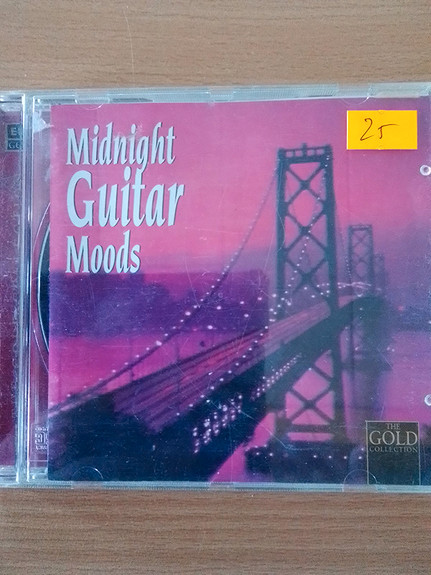 Midnight
Guitar
Moods
25
THE
GOLD
COLLECTION